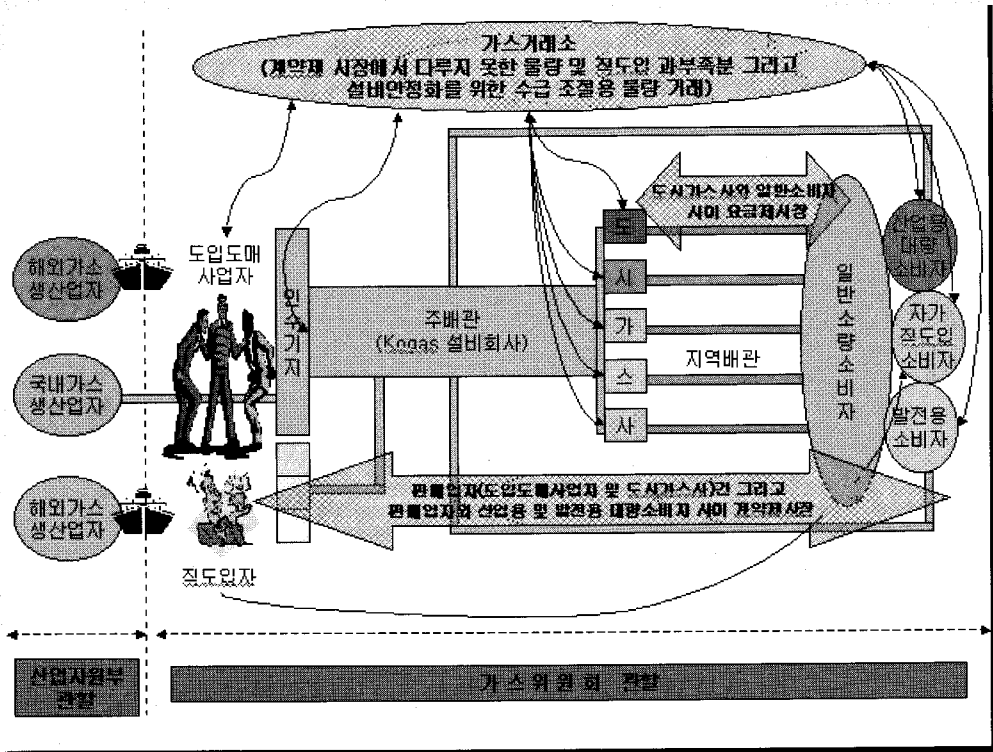 가스거래소
(계약제 시장에서 다루지 못한 물량 및 직도입 과부족분 그리고
설비안정화를 위한 수급 조절용 물량 거래)
도시가스사와 일반소비자
사이 요금제시장
해외가소
생산업자
도입도매
사업자
인수기지
주배관
(Kogas 설비회사)
도
시
가
스
사
지역배관
일반소량소비자
산업용
대량
소비자
자가
직도입
소비자
발전용
소비자
국내가스
생산업자
해외가스
생산업자
판매업자(도입도매사업자 및 도시가스사)간 그리고
판매업자와 산업용 및 발전용 대량소비자 사이 계약제시장
직도입자
산업자원부
관할
가스위원회 관할